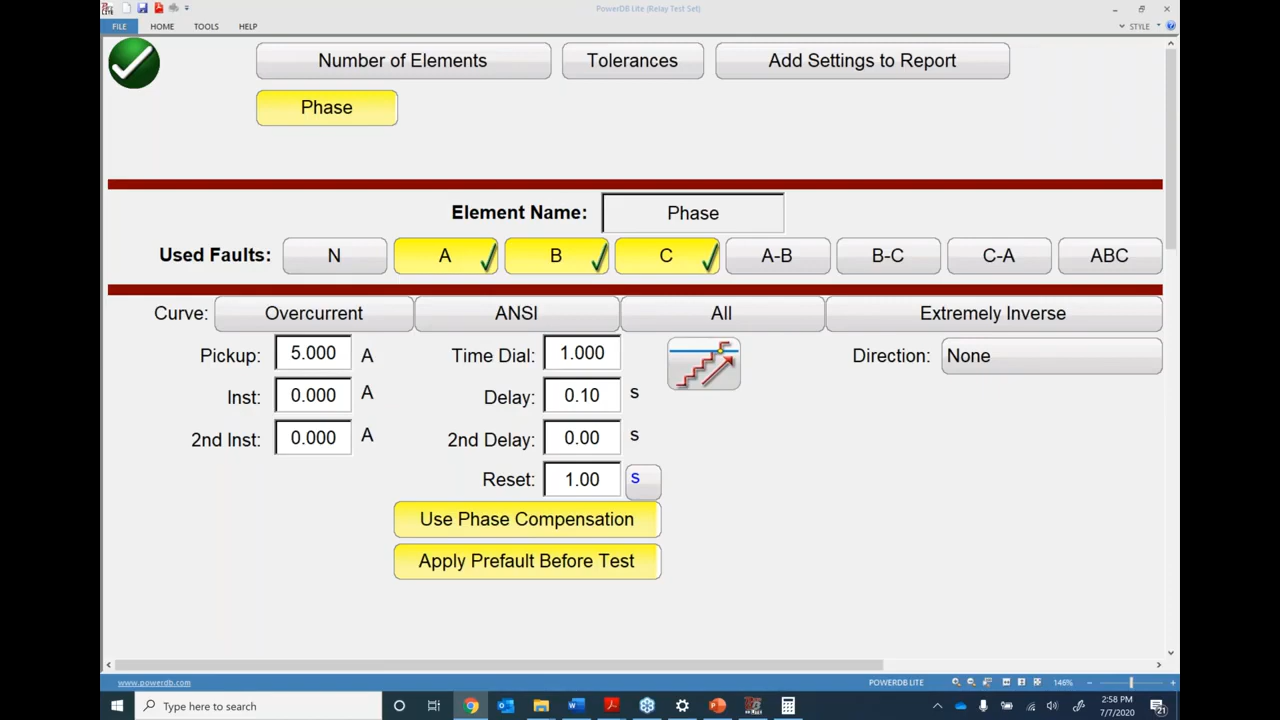 PowerDB Lite (Relay Test Set)
FILE HOME TOOLS HELP STYLE
Number of Elements Tolerances Add Settings to Report
Phase
Element Name: Phase
Used Faults: N A B C A-B B-C C-A ABC
Curve: Overcurrent ANSI All Extremely Inverse
Pickup: 5.000 A Time Dial: 1.000 Direction: None
Inst: 0.000 A Delay: 0.10 s
2nd Inst: 0.000 A 2nd Delay: 0.00 s
Reset: 1.00 s
Use Phase Compensation
Apply Prefault Before Test
www.powerdb.com POWERDB LITE 146%
Type here to search 2:58 PM
7/7/2020 21